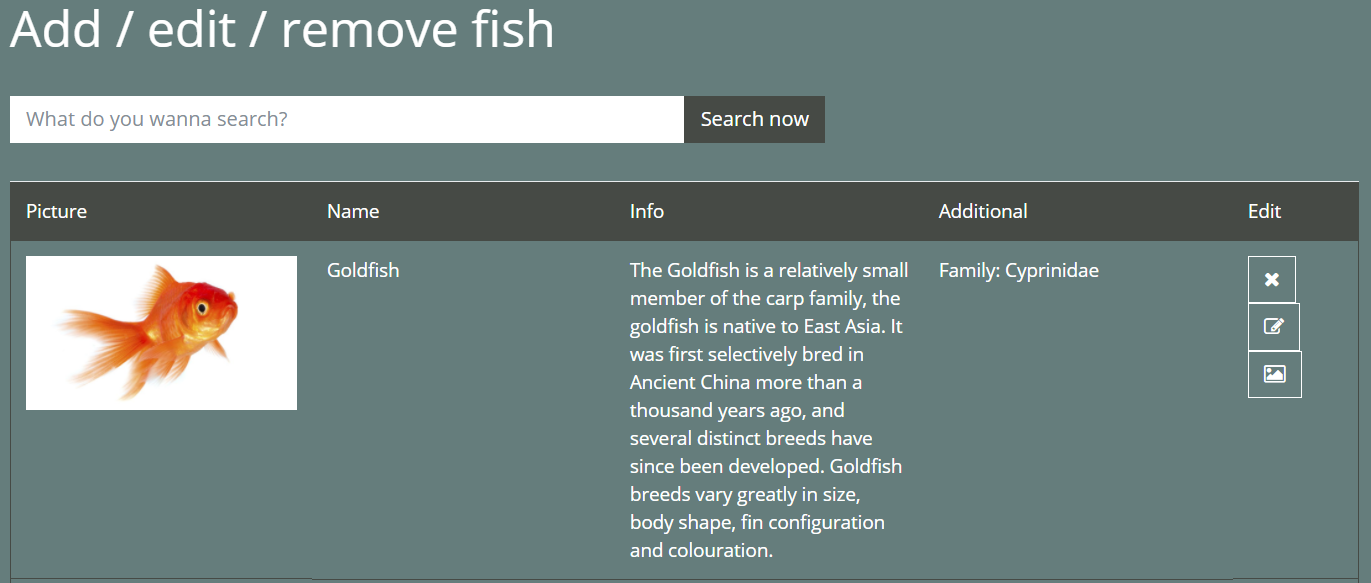 Add / edit / remove fish
What do you wanna search?
Search now
Picture
Name
Info
Additional
Edit
Goldfish
The Goldfish is a relatively small
member of the carp family, the
goldfish is native to East Asia. It
was first selectively bred in
Ancient China more than a
thousand years ago, and
several distinct breeds have
since been developed. Goldfish
breeds vary greatly in size,
body shape, fin configuration
and colouration.
Family: Cyprinidae